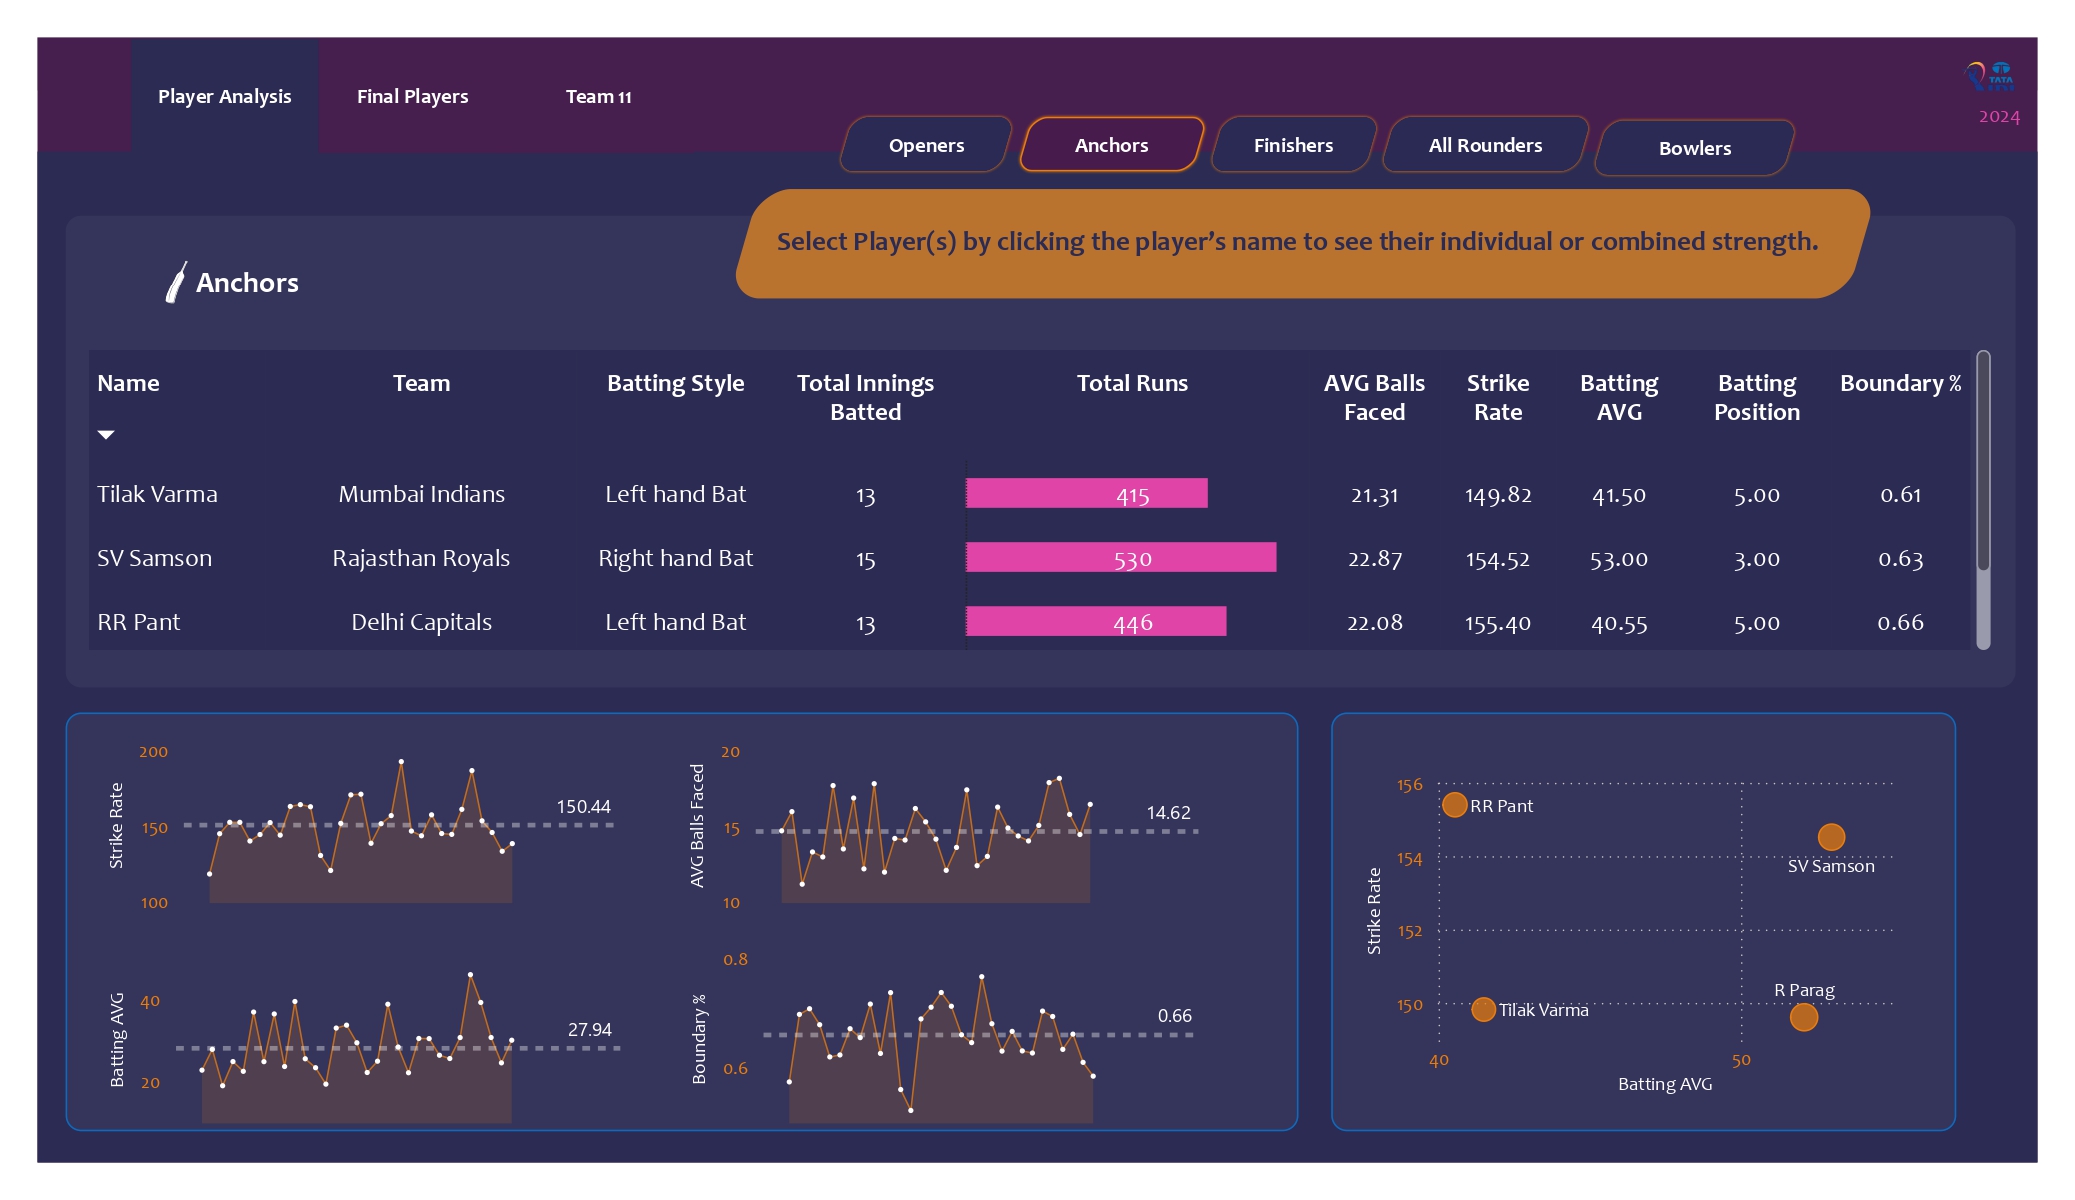 Player Analysis
Final Players
Team 11
TATA
2024
Openers
Anchors
Finishers
All Rounders
Bowlers
Select Player(s) by clicking the player’s name to see their individual or combined strength.
Anchors
Name Team Batting Style Total Innings Batted Total Runs AVG Balls Faced Strike Rate Batting AVG Batting Position Boundary %
Tilak Varma Mumbai Indians Left hand Bat 13 415 21.31 149.82 41.50 5.00 0.61
SV Samson Rajasthan Royals Right hand Bat 15 530 22.87 154.52 53.00 3.00 0.63
RR Pant Delhi Capitals Left hand Bat 13 446 22.08 155.40 40.55 5.00 0.66
Strike Rate
200
150
100
150.44
AVG Balls Faced
20
15
10
14.62
Batting AVG
40
20
27.94
Boundary %
0.8
0.6
0.66
Strike Rate
156
154
152
150
RR Pant
SV Samson
R Parag
Tilak Varma
40
50
Batting AVG